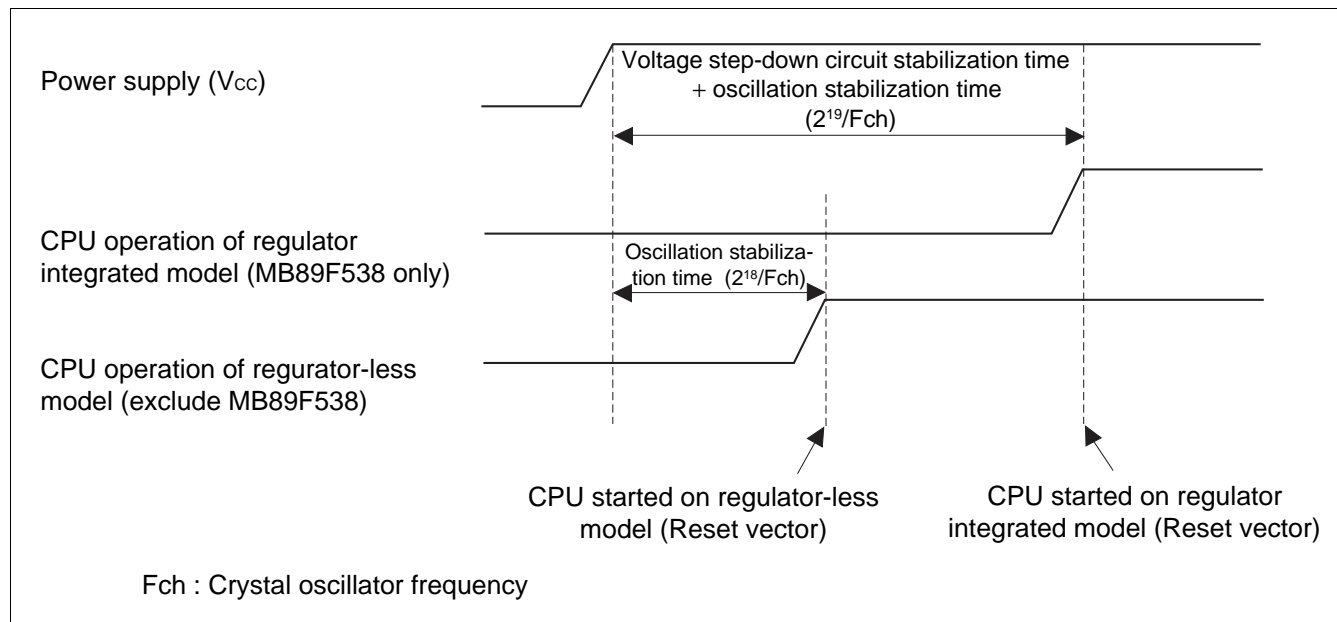 Power supply (VCC)
Voltage step-down circuit stabilization time
+ oscillation stabilization time
(2¹⁹/Fch)
CPU operation of regulator
integrated model (MB89F538 only)
Oscillation stabiliza-
tion time (2¹⁸/Fch)
CPU operation of regurator-less
model (exclude MB89F538)
CPU started on regulator-less
model (Reset vector)
CPU started on regulator
integrated model (Reset vector)
Fch : Crystal oscillator frequency